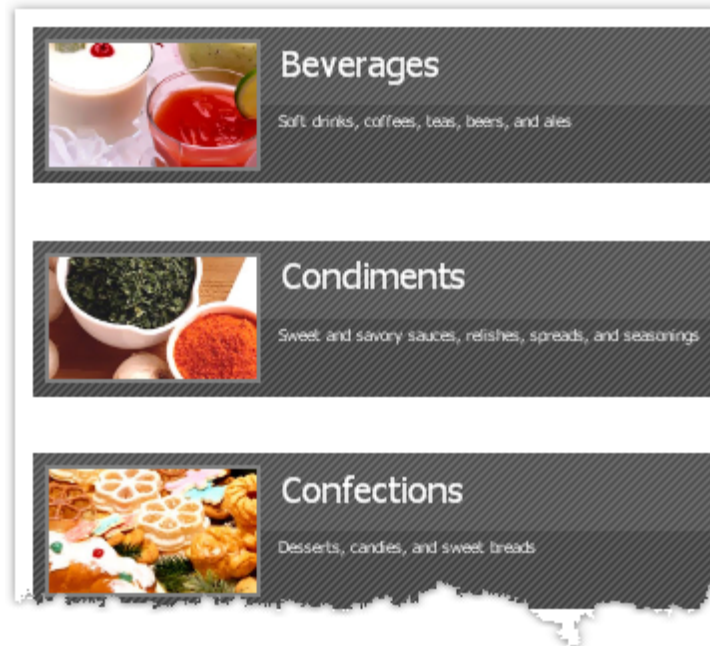 Beverages
Soft drinks, coffees, teas, beers, and ales
Condiments
Sweet and savory sauces, relishes, spreads, and seasonings
Confections
Desserts, candies, and sweet breads